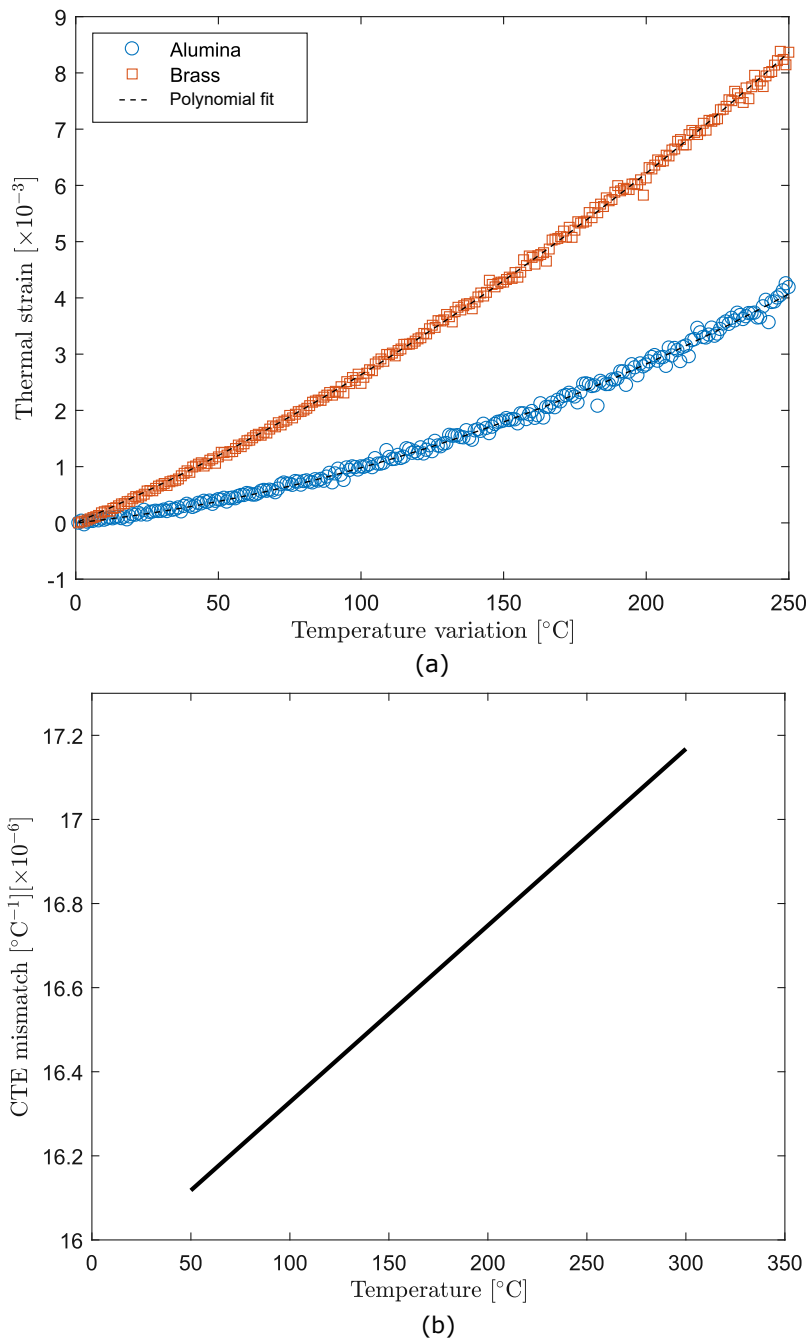 9
8
7
6
5
4
3
2
1
0
-1
Thermal strain [×10⁻³]
Alumina
Brass
Polynomial fit
0 50 100 150 200 250
Temperature variation [°C]
(a)
17.2
17
16.8
16.6
16.4
16.2
16
CTE mismatch [°C⁻¹][×10⁻⁶]
0 50 100 150 200 250 300 350
Temperature [°C]
(b)